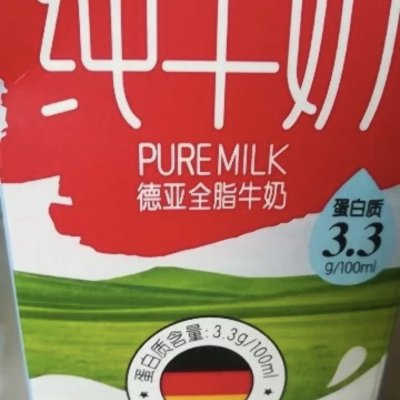 纯牛奶
PURE MILK
德亚全脂牛奶
蛋白质
3.3
g/100ml
蛋白质含量: 3.3g/100ml